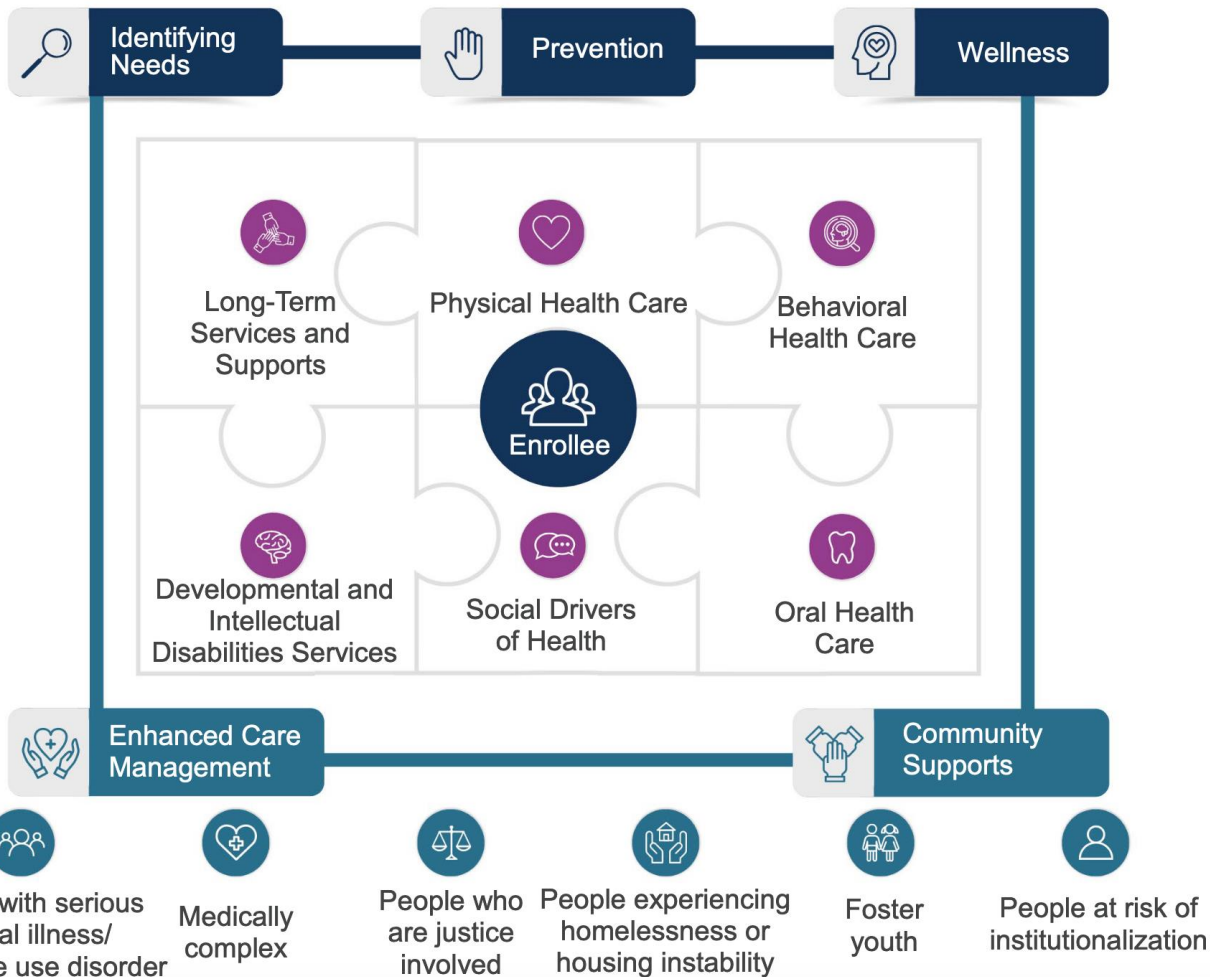 Identifying
Needs
Prevention
Wellness
Long-Term
Services and
Supports
Physical Health Care
Behavioral
Health Care
Enrollee
Developmental and
Intellectual
Disabilities Services
Social Drivers
of Health
Oral Health
Care
Enhanced Care
Management
Community
Supports
with serious
al illness/
e use disorder
Medically
complex
People who
are justice
involved
People experiencing
homelessness or
housing instability
Foster
youth
People at risk of
institutionalization